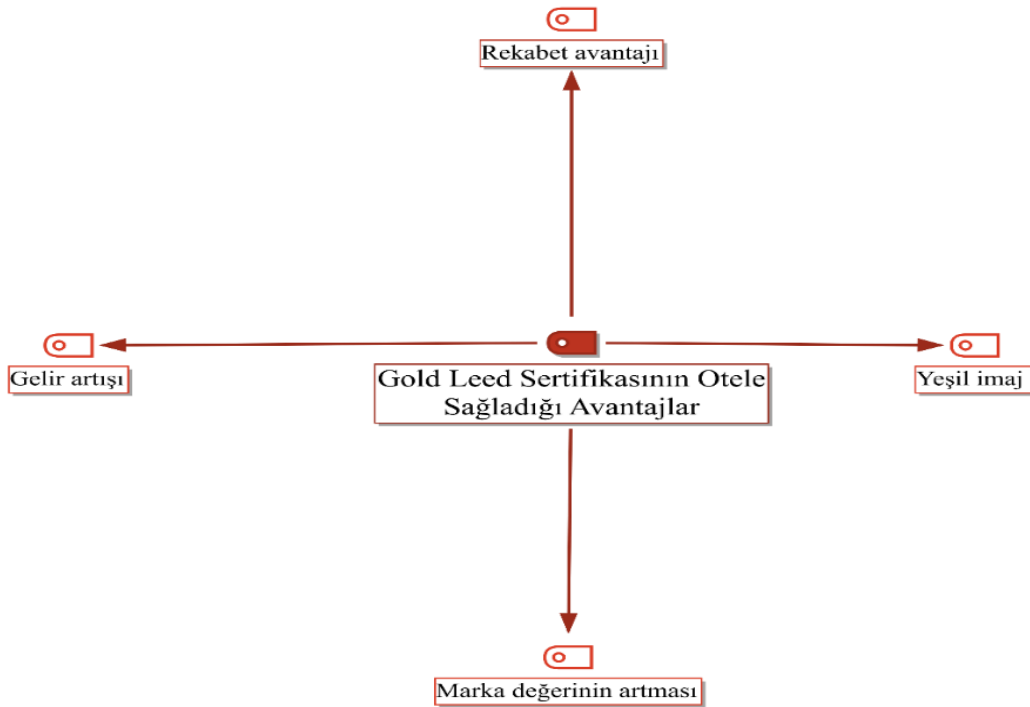 Rekabet avantajı
Gelir artışı
Gold Leed Sertifikasının Otele
Sağladığı Avantajlar
Yeşil imaj
Marka değerinin artması